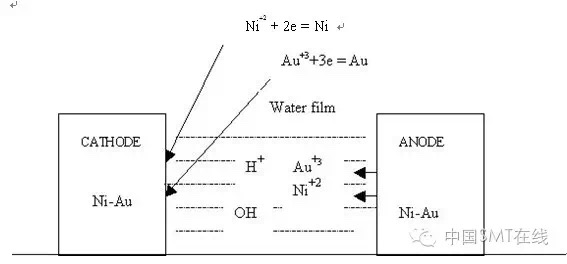 Ni⁺² + 2e = Ni
Au⁺³+3e = Au
Water film
CATHODE
ANODE
H⁺
Au⁺³
Ni⁺²
Ni-Au
OH
Ni-Au
中国SMT在线